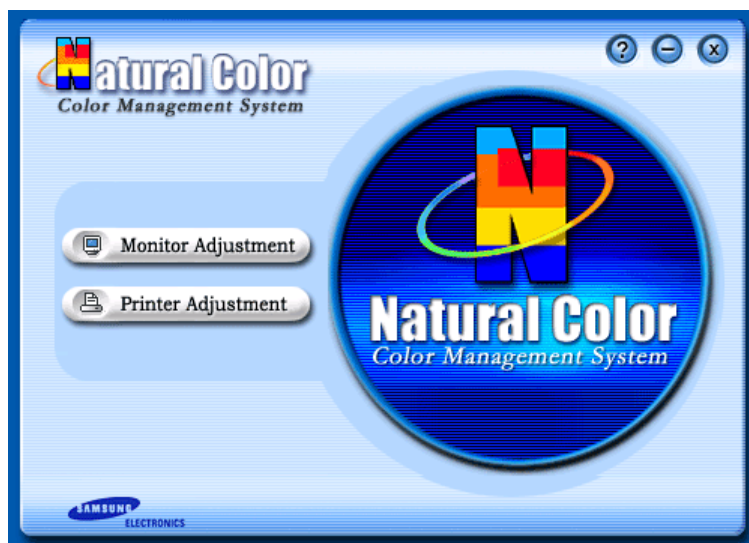 Natural Color
Color Management System
?
−
x
Monitor Adjustment
Printer Adjustment
N
Natural Color
Color Management System
SAMSUNG
ELECTRONICS